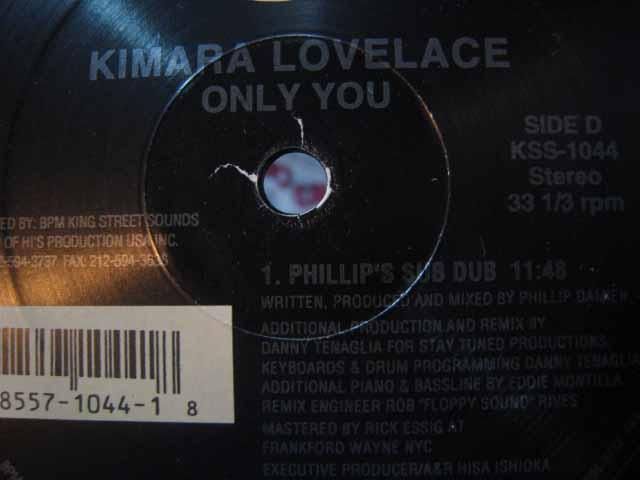 KIMARA LOVELACE
ONLY YOU
SIDE D
KSS-1044
Stereo
33 1/3 rpm
ED BY: BPM KING STREET SOUNDS
OF HI'S PRODUCTION USA INC.
-594-3737 FAX: 212-594-3636
1. PHILLIP'S SUB DUB 11:48
WRITTEN, PRODUCED AND MIXED BY PHILLIP
ADDITIONAL PRODUCTION AND REMIX BY
DANNY TENAGLIA FOR STAY TUNED PRODUCTIONS.
KEYBOARDS & DRUM PROGRAMMING DANNY TENAGLIA
ADDITIONAL PIANO & BASSLINE BY EDDIE MONTILLA
REMIX ENGINEER ROB "FLOPPY SOUND" RIVES
MASTERED BY RICK ESSIG AT
FRANKFORD WAYNE NYC
EXECUTIVE PRODUCER/A&R HISA ISHIOKA
8557-1044-1 8